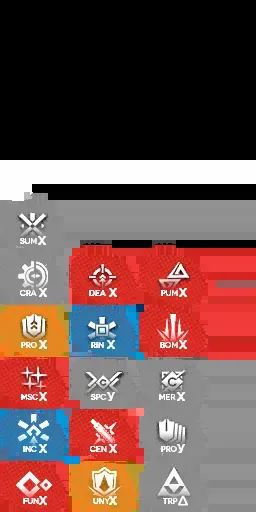 SUM X
CRA X
DEA X
PUM X
PRO X
RIN X
BOM X
MSC X
SPC Y
MER X
INC X
CEN X
PRO Y
FUN X
UNY X
TRP Δ